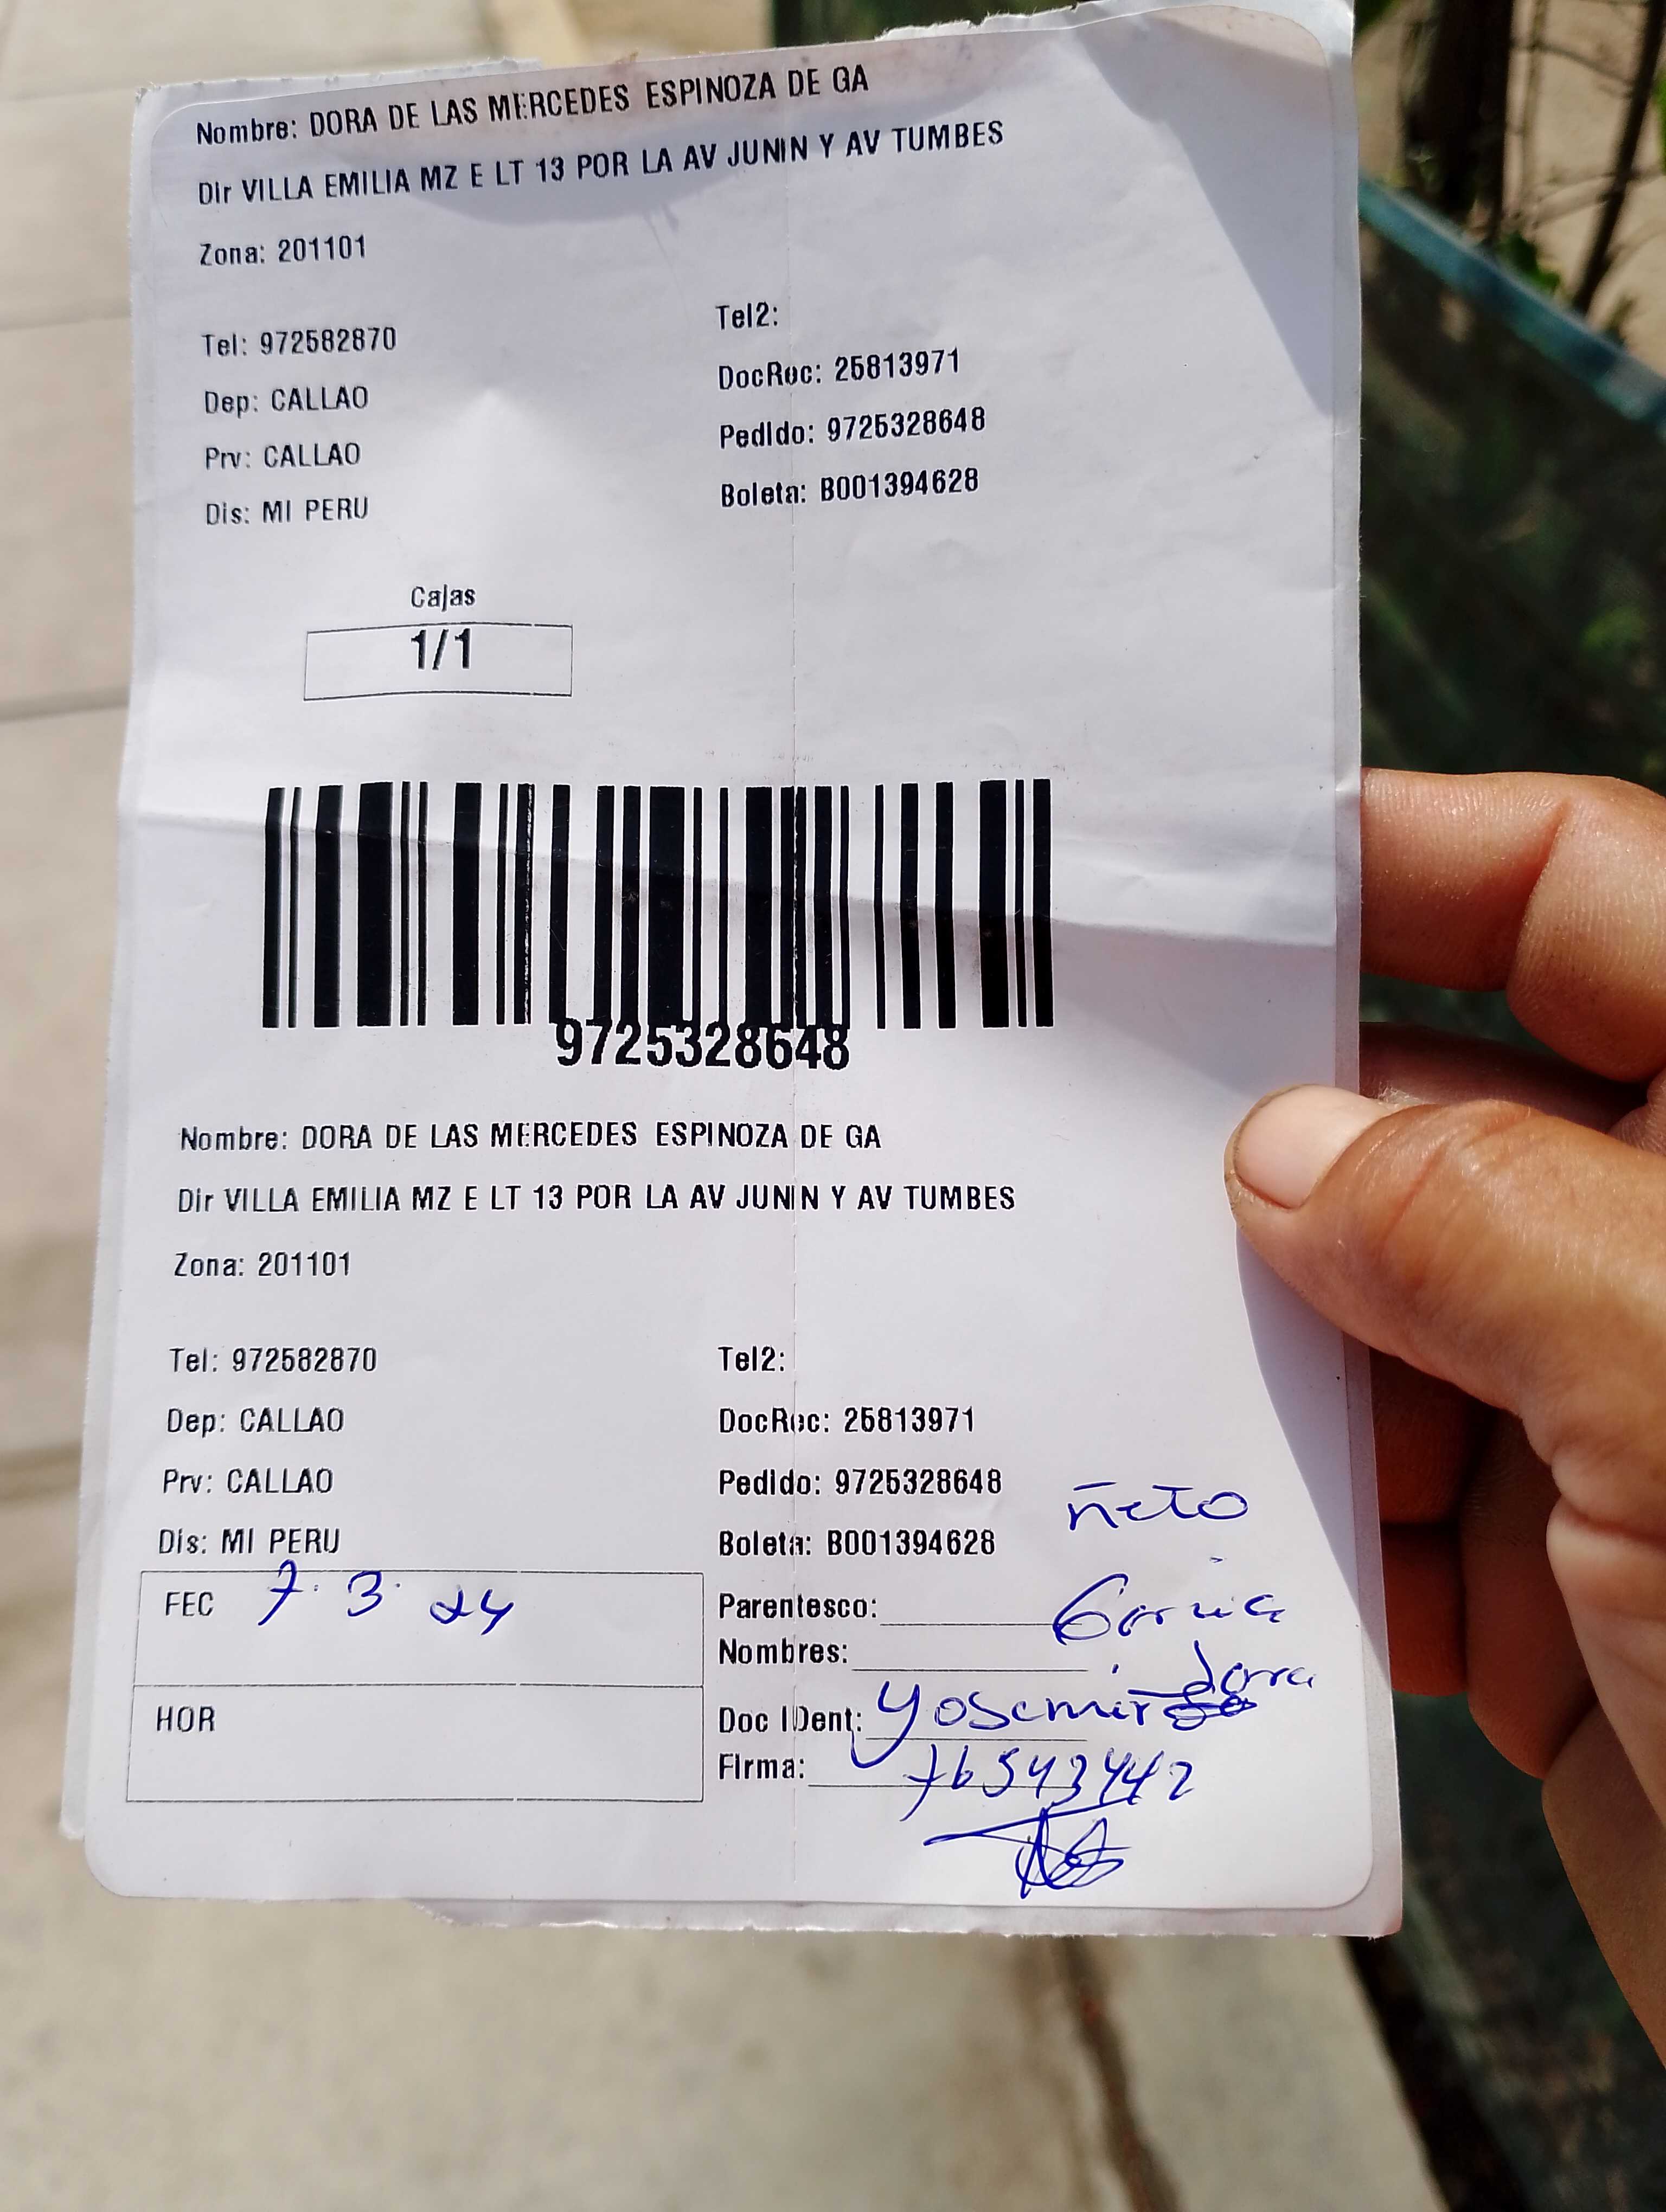 Nombre: DORA DE LAS MERCEDES ESPINOZA DE GA
Dir VILLA EMILIA MZ E LT 13 POR LA AV JUNIN Y AV TUMBES
Zona: 201101
Tel: 972582870
Tel2:
Dep: CALLAO
DocRec: 25813971
Prv: CALLAO
Pedido: 9725328648
Dis: MI PERU
Boleta: B001394628
Cajas
1/1
9725328648
Nombre: DORA DE LAS MERCEDES ESPINOZA DE GA
Dir VILLA EMILIA MZ E LT 13 POR LA AV JUNIN Y AV TUMBES
Zona: 201101
Tel: 972582870
Tel2:
Dep: CALLAO
DocRec: 25813971
Prv: CALLAO
Pedido: 9725328648
Dis: MI PERU
Boleta: B001394628
ñeto
FEC 7. 3. 24
Parentesco:
Nombres:
HOR
Doc IDent: Yosemir
Firma: 76543442